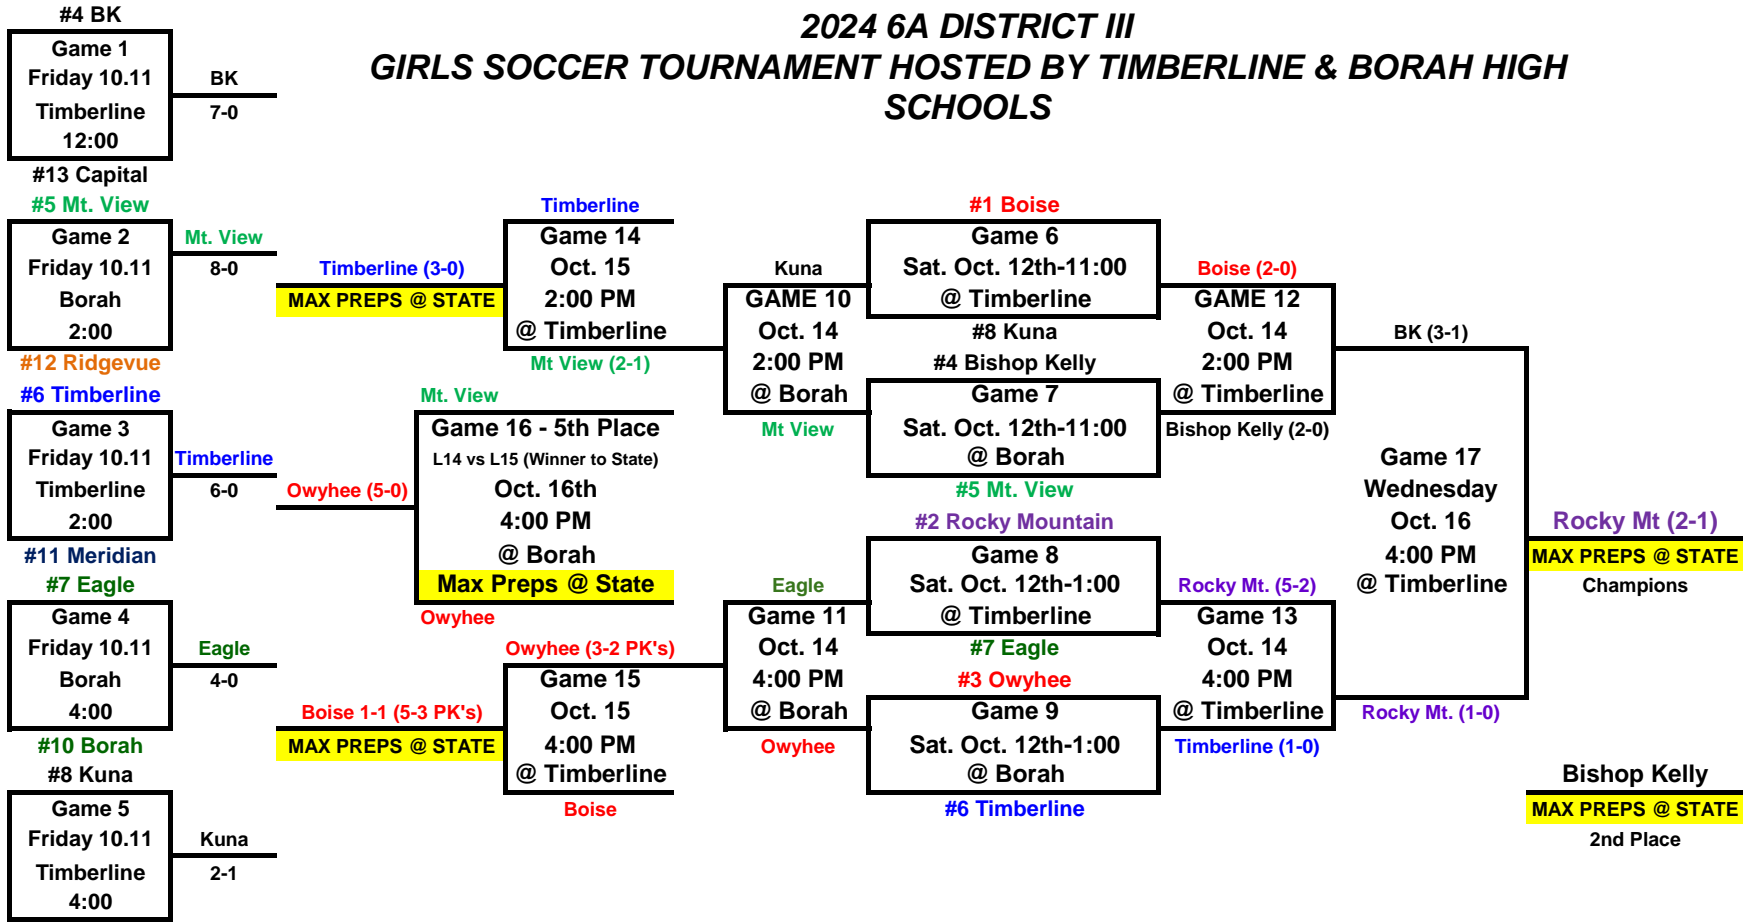 2024 6A DISTRICT III
GIRLS SOCCER TOURNAMENT HOSTED BY TIMBERLINE & BORAH HIGH
SCHOOLS
#4 BK
Game 1
Friday 10.11
Timberline
12:00
#13 Capital
BK
7-0
#5 Mt. View
Game 2
Friday 10.11
Borah
2:00
#12 Ridgevue
Mt. View
8-0
#6 Timberline
Game 3
Friday 10.11
Timberline
2:00
#11 Meridian
Timberline
6-0
#7 Eagle
Game 4
Friday 10.11
Borah
4:00
#10 Borah
Eagle
4-0
#8 Kuna
Game 5
Friday 10.11
Timberline
4:00
Kuna
2-1
Timberline (3-0)
MAX PREPS @ STATE
Owyhee (5-0)
Boise 1-1 (5-3 PK's)
MAX PREPS @ STATE
Timberline
Game 14
Oct. 15
2:00 PM
@ Timberline
Mt View (2-1)
Mt. View
Game 16 - 5th Place
L14 vs L15 (Winner to State)
Oct. 16th
4:00 PM
@ Borah
Max Preps @ State
Owyhee
Owyhee (3-2 PK's)
Game 15
Oct. 15
4:00 PM
@ Timberline
Boise
Kuna
GAME 10
Oct. 14
2:00 PM
@ Borah
Mt View
Eagle
Game 11
Oct. 14
4:00 PM
@ Borah
Owyhee
#1 Boise
Game 6
Sat. Oct. 12th-11:00
@ Timberline
#8 Kuna
#4 Bishop Kelly
Game 7
Sat. Oct. 12th-11:00
@ Borah
#5 Mt. View
#2 Rocky Mountain
Game 8
Sat. Oct. 12th-1:00
@ Timberline
#7 Eagle
#3 Owyhee
Game 9
Sat. Oct. 12th-1:00
@ Borah
#6 Timberline
Boise (2-0)
GAME 12
Oct. 14
2:00 PM
@ Timberline
Bishop Kelly (2-0)
Rocky Mt. (5-2)
Game 13
Oct. 14
4:00 PM
@ Timberline
Timberline (1-0)
BK (3-1)
Game 17
Wednesday
Oct. 16
4:00 PM
@ Timberline
Rocky Mt. (1-0)
Rocky Mt (2-1)
MAX PREPS @ STATE
Champions
Bishop Kelly
MAX PREPS @ STATE
2nd Place